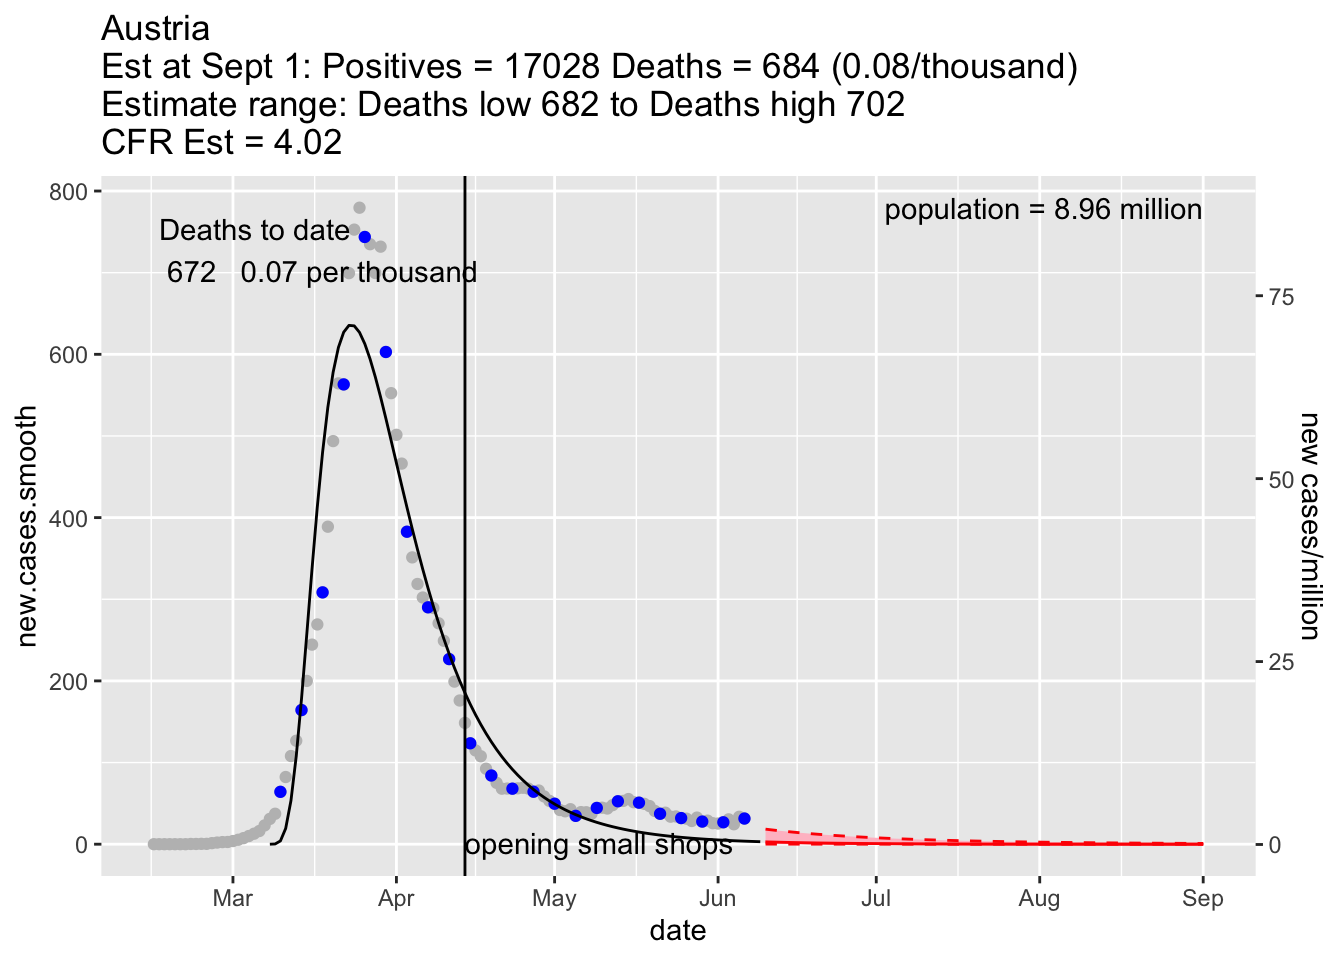 Austria
Est at Sept 1: Positives = 17028 Deaths = 684 (0.08/thousand)
Estimate range: Deaths low 682 to Deaths high 702
CFR Est = 4.02
population = 8.96 million
Deaths to date
672 0.07 per thousand
opening small shops
new.cases.smooth
800
600
400
200
0
75
50
25
0
new cases/million
Mar Apr May Jun Jul Aug Sep
date